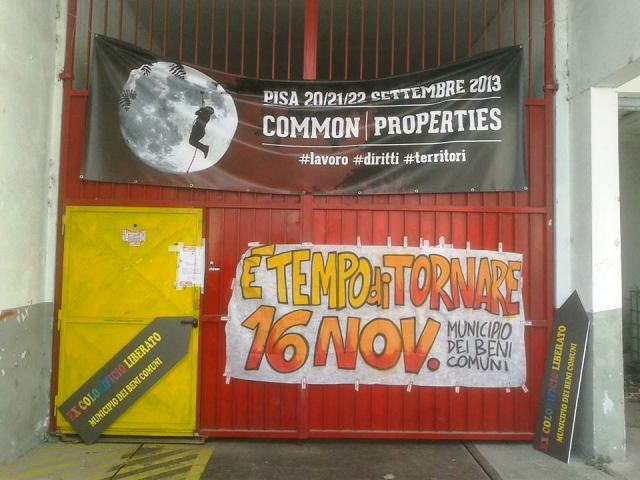 PISA 20/21/22 SETTEMBRE 2013
COMMON | PROPERTIES
#lavoro #diritti #territori
È TEMPO di TORNARE
16 NOV.
MUNICIPIO
DEI BENI
COMUNI
EX COLORIFICIO LIBERATO
MUNICIPIO DEI BENI COMUNI
EX COLORIFICIO LIBERATO
MUNICIPIO DEI BENI COMUNI